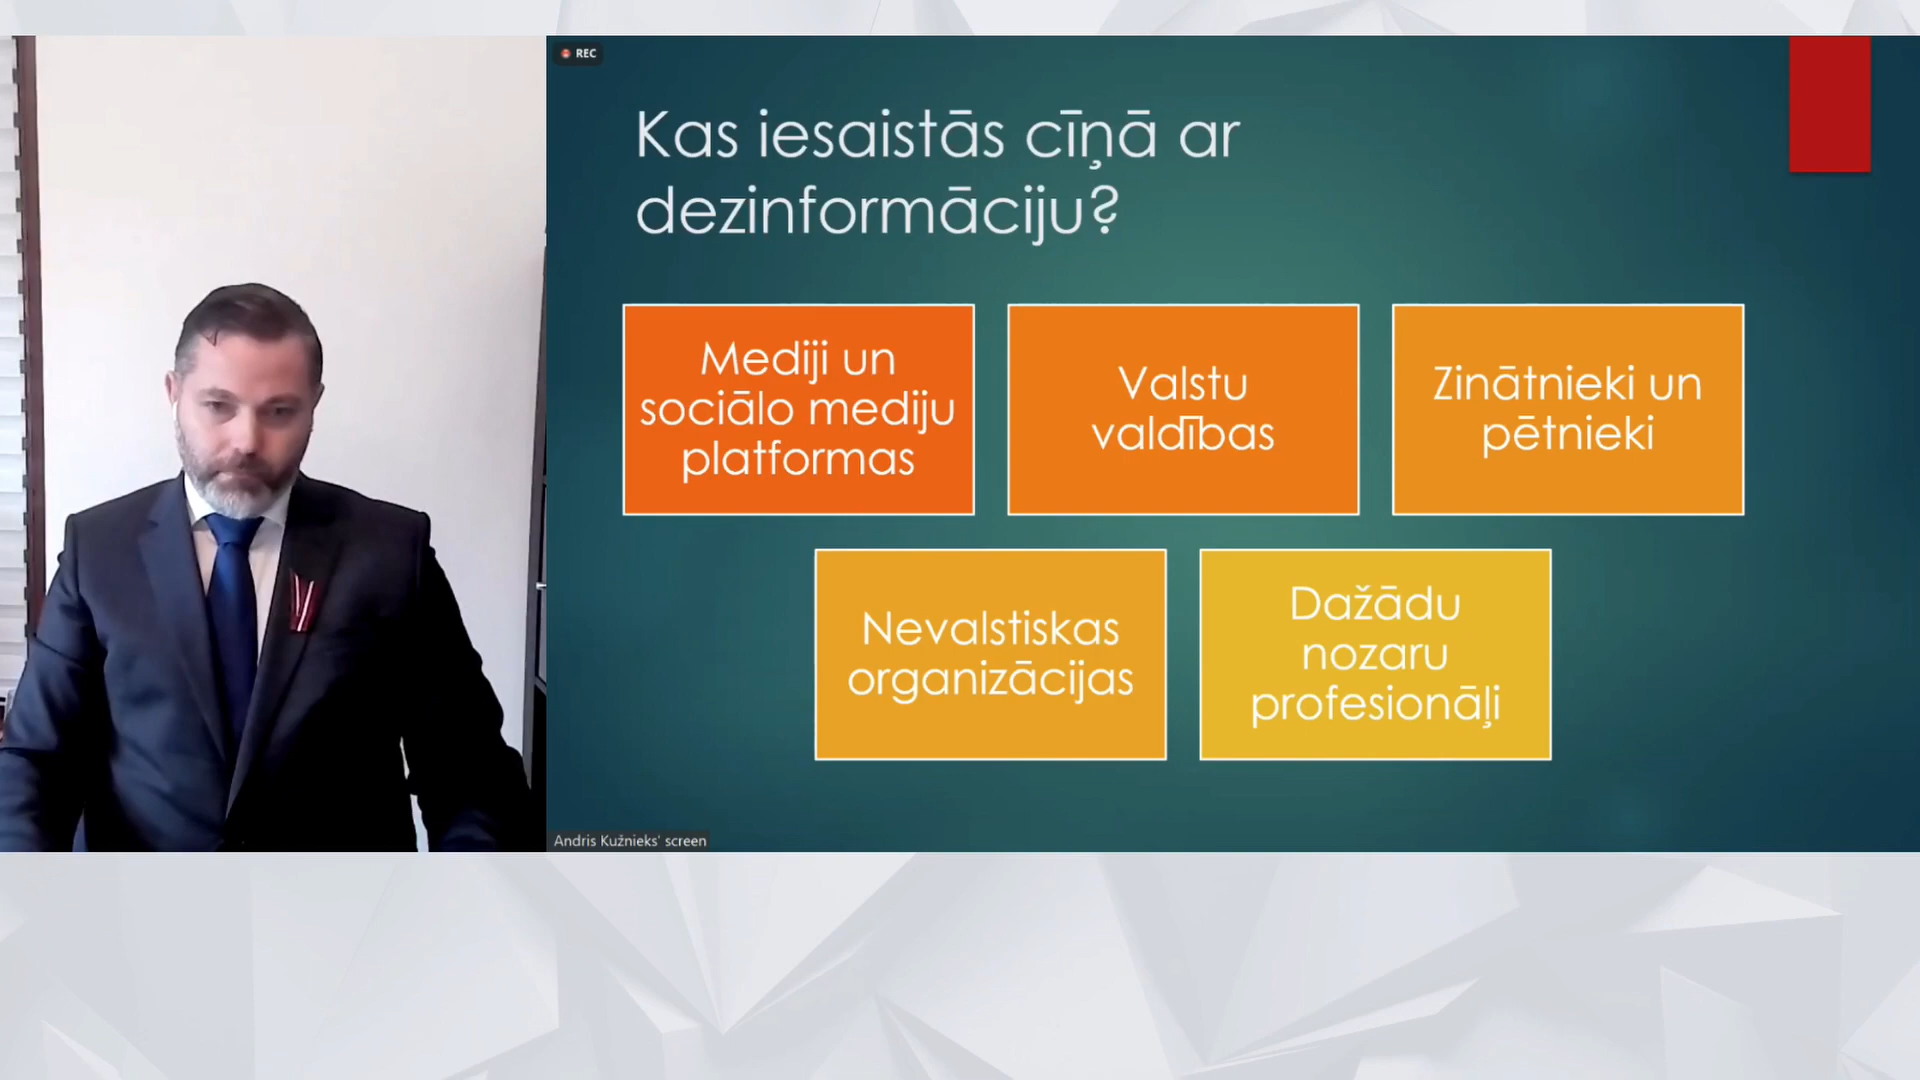 REC
Kas iesaistās cīņā ar
dezinformāciju?
Mediji un
sociālo mediju
platformas
Valstu
valdības
Zinātnieki un
pētnieki
Nevalstiskas
organizācijas
Dažādu
nozaru
profesionāļi
Andris Kužnieks' screen